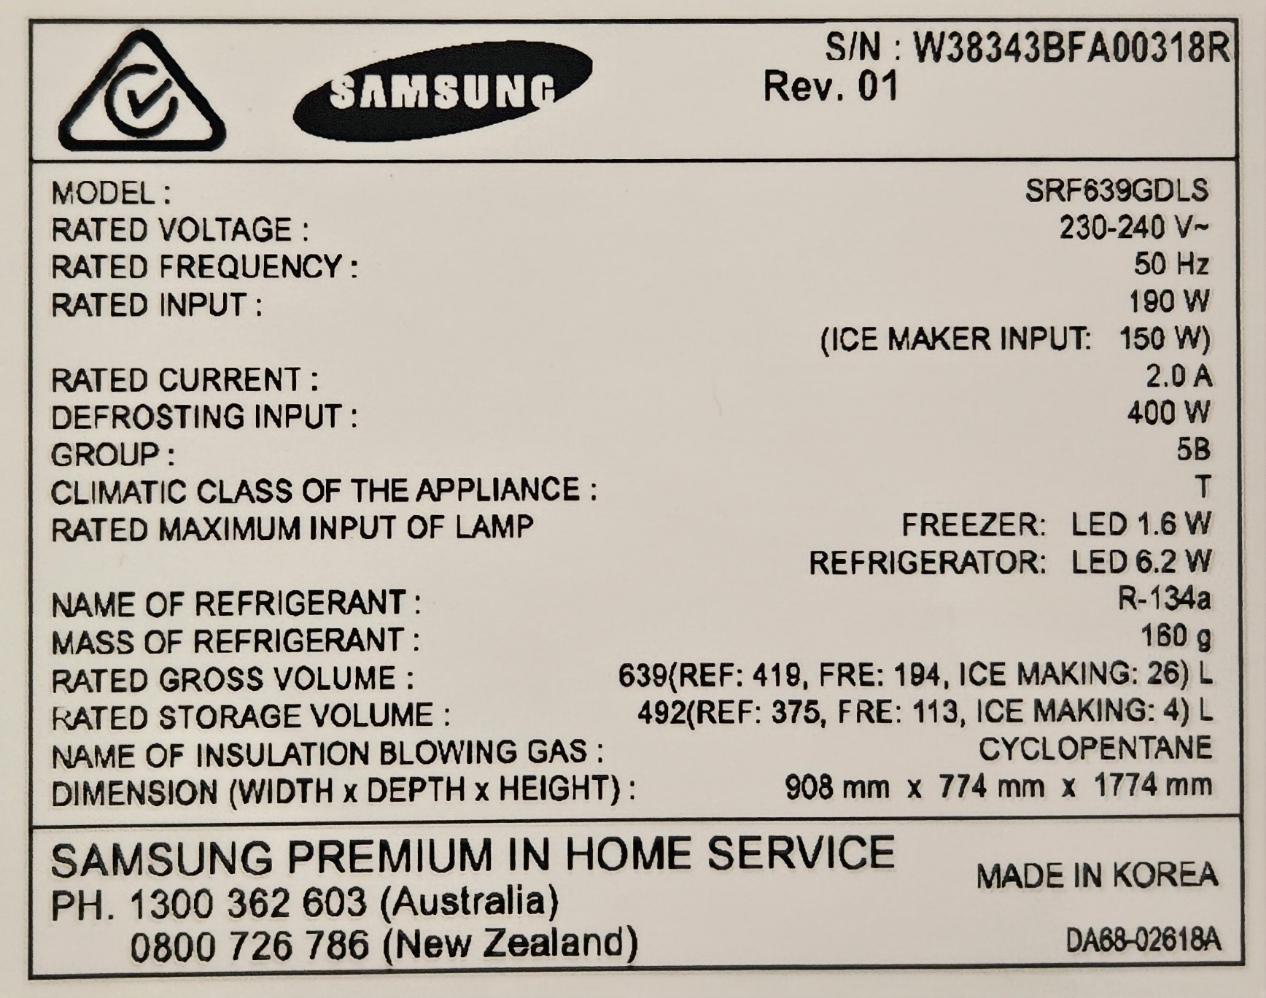 SAMSUNG
S/N : W38343BFA00318R
Rev. 01
MODEL : SRF639GDLS
RATED VOLTAGE : 230-240 V~
RATED FREQUENCY : 50 Hz
RATED INPUT : 190 W
(ICE MAKER INPUT: 150 W)
RATED CURRENT : 2.0 A
DEFROSTING INPUT : 400 W
GROUP : 5B
CLIMATIC CLASS OF THE APPLIANCE : T
RATED MAXIMUM INPUT OF LAMP FREEZER: LED 1.6 W
REFRIGERATOR: LED 6.2 W
NAME OF REFRIGERANT : R-134a
MASS OF REFRIGERANT : 160 g
RATED GROSS VOLUME : 639(REF: 419, FRE: 194, ICE MAKING: 26) L
RATED STORAGE VOLUME : 492(REF: 375, FRE: 113, ICE MAKING: 4) L
NAME OF INSULATION BLOWING GAS : CYCLOPENTANE
DIMENSION (WIDTH x DEPTH x HEIGHT) : 908 mm x 774 mm x 1774 mm
SAMSUNG PREMIUM IN HOME SERVICE
PH. 1300 362 603 (Australia)
0800 726 786 (New Zealand)
MADE IN KOREA
DA68-02618A